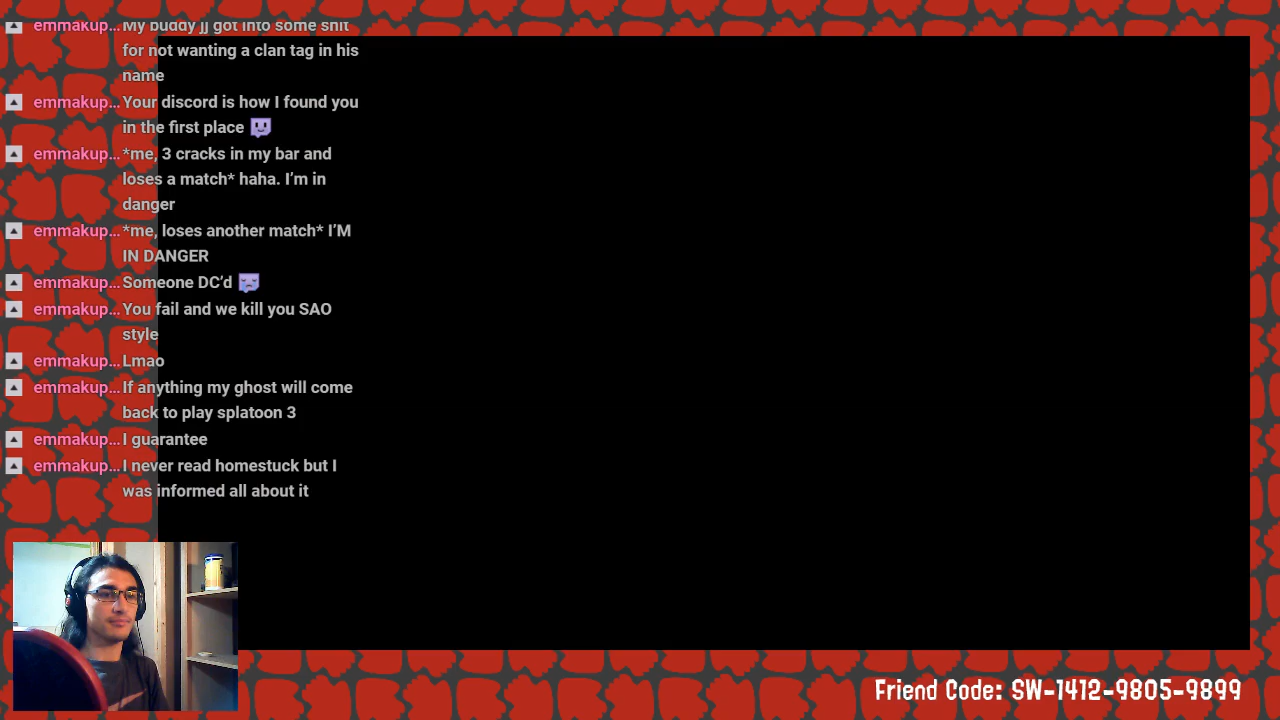 emmakup... My buddy jj got into some shit
for not wanting a clan tag in his
name
emmakup... Your discord is how I found you
in the first place
emmakup... *me, 3 cracks in my bar and
loses a match* haha. I’m in
danger
emmakup... *me, loses another match* I’M
IN DANGER
emmakup... Someone DC’d
emmakup... You fail and we kill you SAO
style
emmakup... Lmao
emmakup... If anything my ghost will come
back to play splatoon 3
emmakup... I guarantee
emmakup... I never read homestuck but I
was informed all about it
Friend Code: SW-1412-9805-9899